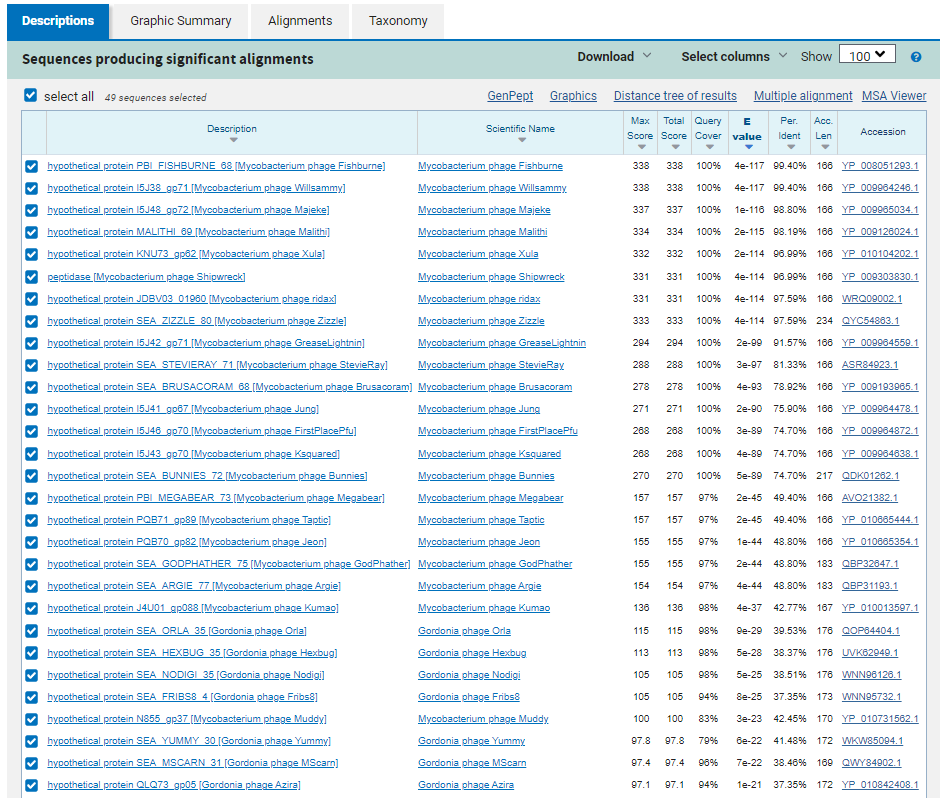 Descriptions Graphic Summary Alignments Taxonomy
Sequences producing significant alignments Download Select columns Show 100
select all 49 sequences selected GenPept Graphics Distance tree of results Multiple alignment MSA Viewer
Description Scientific Name Max Score Total Score Query Cover E value Per. Ident Acc. Len Accession
hypothetical protein PBI_FISHBURNE_68 [Mycobacterium phage Fishburne] Mycobacterium phage Fishburne 338 338 100% 4e-117 99.40% 166 YP_008051293.1
hypothetical protein I5J38_gp71 [Mycobacterium phage Willsammy] Mycobacterium phage Willsammy 338 338 100% 4e-117 99.40% 166 YP_009964246.1
hypothetical protein I5J48_gp72 [Mycobacterium phage Majeke] Mycobacterium phage Majeke 337 337 100% 1e-116 98.80% 166 YP_009965034.1
hypothetical protein MALITHI_69 [Mycobacterium phage Malithi] Mycobacterium phage Malithi 334 334 100% 2e-115 98.19% 166 YP_009126024.1
hypothetical protein KNU73_gp62 [Mycobacterium phage Xula] Mycobacterium phage Xula 332 332 100% 2e-114 96.99% 166 YP_010104202.1
peptidase [Mycobacterium phage Shipwreck] Mycobacterium phage Shipwreck 331 331 100% 4e-114 96.99% 166 YP_009303830.1
hypothetical protein JDBV03_01960 [Mycobacterium phage ridax] Mycobacterium phage ridax 331 331 100% 4e-114 97.59% 166 WRQ09002.1
hypothetical protein SEA_ZIZZLE_80 [Mycobacterium phage Zizzle] Mycobacterium phage Zizzle 333 333 100% 4e-114 97.59% 234 QYC54863.1
hypothetical protein I5J42_gp71 [Mycobacterium phage GreaseLightnin] Mycobacterium phage GreaseLightnin 294 294 100% 2e-99 91.57% 166 YP_009964559.1
hypothetical protein SEA_STEVIERAY_71 [Mycobacterium phage StevieRay] Mycobacterium phage StevieRay 288 288 100% 3e-97 81.33% 166 ASR84923.1
hypothetical protein SEA_BRUSACORAM_68 [Mycobacterium phage Brusacoram] Mycobacterium phage Brusacoram 278 278 100% 4e-93 78.92% 166 YP_009193965.1
hypothetical protein I5J41_gp67 [Mycobacterium phage Jung] Mycobacterium phage Jung 271 271 100% 2e-90 75.90% 166 YP_009964478.1
hypothetical protein I5J46_gp70 [Mycobacterium phage FirstPlacePfu] Mycobacterium phage FirstPlacePfu 268 268 100% 3e-89 74.70% 166 YP_009964872.1
hypothetical protein I5J43_gp70 [Mycobacterium phage Ksquared] Mycobacterium phage Ksquared 268 268 100% 4e-89 74.70% 166 YP_009964638.1
hypothetical protein SEA_BUNNIES_72 [Mycobacterium phage Bunnies] Mycobacterium phage Bunnies 270 270 100% 5e-89 74.70% 217 QDK01262.1
hypothetical protein PBI_MEGABEAR_73 [Mycobacterium phage Megabear] Mycobacterium phage Megabear 157 157 97% 2e-45 49.40% 166 AVO21382.1
hypothetical protein PQB71_gp89 [Mycobacterium phage Taptic] Mycobacterium phage Taptic 157 157 97% 2e-45 49.40% 166 YP_010665444.1
hypothetical protein PQB70_gp82 [Mycobacterium phage Jeon] Mycobacterium phage Jeon 155 155 97% 1e-44 48.80% 166 YP_010665354.1
hypothetical protein SEA_GODPHATHER_75 [Mycobacterium phage GodPhather] Mycobacterium phage GodPhather 155 155 97% 2e-44 48.80% 183 QBP32647.1
hypothetical protein SEA_ARGIE_77 [Mycobacterium phage Argie] Mycobacterium phage Argie 154 154 97% 4e-44 48.80% 183 QBP31193.1
hypothetical protein J4U01_gp088 [Mycobacterium phage Kumao] Mycobacterium phage Kumao 136 136 98% 4e-37 42.77% 167 YP_010013597.1
hypothetical protein SEA_ORLA_35 [Gordonia phage Orla] Gordonia phage Orla 115 115 98% 9e-29 39.53% 176 QOP64404.1
hypothetical protein SEA_HEXBUG_35 [Gordonia phage Hexbug] Gordonia phage Hexbug 113 113 98% 5e-28 38.37% 176 UVK62949.1
hypothetical protein SEA_NODIGI_35 [Gordonia phage Nodigi] Gordonia phage Nodigi 105 105 98% 5e-25 38.51% 176 WNN96126.1
hypothetical protein SEA_FRIBS8_4 [Gordonia phage Fribs8] Gordonia phage Fribs8 105 105 94% 8e-25 37.35% 173 WNN95732.1
hypothetical protein N855_gp37 [Mycobacterium phage Muddy] Mycobacterium phage Muddy 100 100 83% 3e-23 42.45% 170 YP_010731562.1
hypothetical protein SEA_YUMMY_30 [Gordonia phage Yummy] Gordonia phage Yummy 97.8 97.8 79% 6e-22 41.48% 172 WKW85094.1
hypothetical protein SEA_MSCARN_31 [Gordonia phage MScarn] Gordonia phage MScarn 97.4 97.4 96% 7e-22 38.46% 169 QWY84902.1
hypothetical protein QLQ73_gp05 [Gordonia phage Azira] Gordonia phage Azira 97.1 97.1 94% 1e-21 37.35% 172 YP_010842408.1